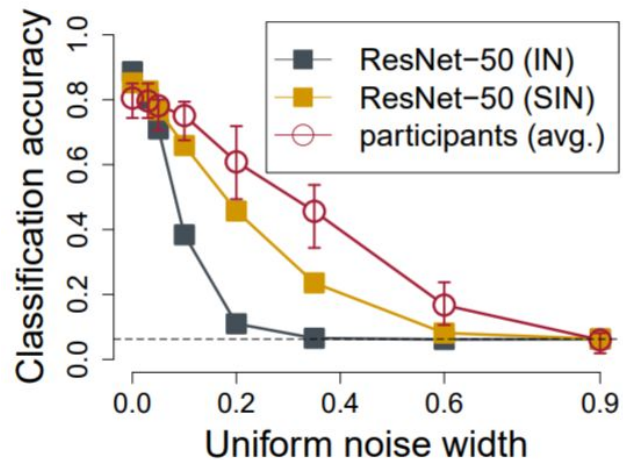 ResNet−50 (IN)
ResNet−50 (SIN)
participants (avg.)
Classification accuracy
1.0
0.8
0.6
0.4
0.2
0.0
0.0 0.2 0.4 0.6 0.9
Uniform noise width